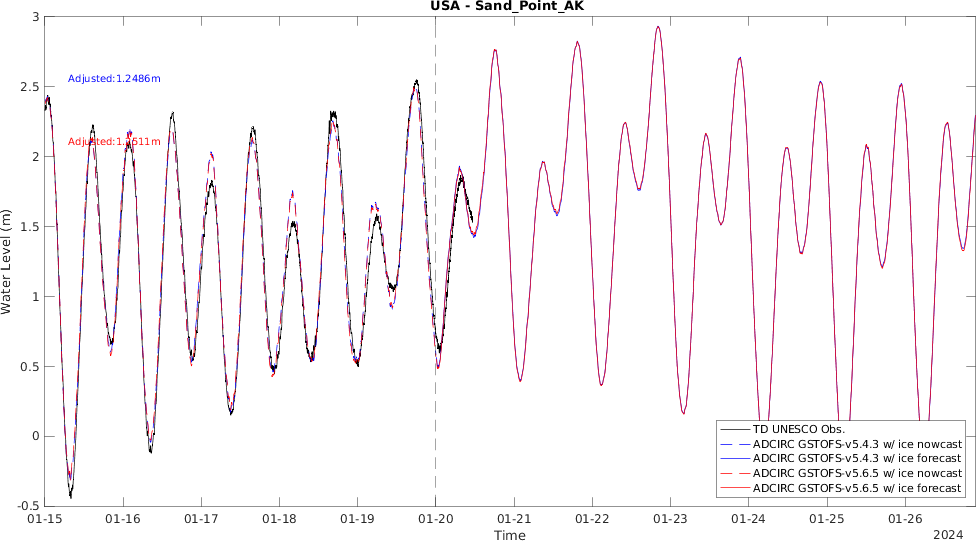 USA - Sand_Point_AK
3
2.5
2
1.5
1
0.5
0
-0.5
Water Level (m)
Adjusted:1.2486m
Adjusted:1.1511m
TD UNESCO Obs.
ADCIRC GSTOFS-v5.4.3 w/ ice nowcast
ADCIRC GSTOFS-v5.4.3 w/ ice forecast
ADCIRC GSTOFS-v5.6.5 w/ ice nowcast
ADCIRC GSTOFS-v5.6.5 w/ ice forecast
01-15 01-16 01-17 01-18 01-19 01-20 01-21 01-22 01-23 01-24 01-25 01-26
Time
2024